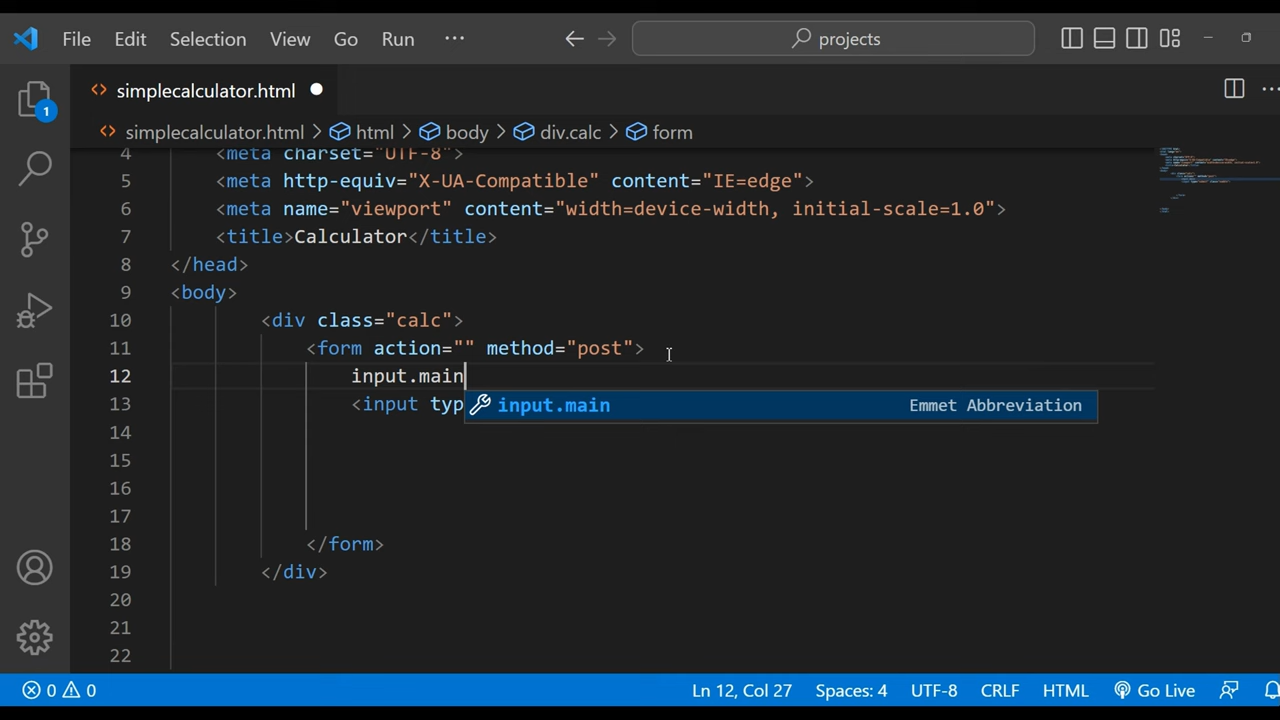 File Edit Selection View Go Run ··· projects
simplecalculator.html
1
simplecalculator.html > html > body > div.calc > form
4 <meta charset="UTF-8">
5 <meta http-equiv="X-UA-Compatible" content="IE=edge">
6 <meta name="viewport" content="width=device-width, initial-scale=1.0">
7 <title>Calculator</title>
8 </head>
9 <body>
10 <div class="calc">
11 <form action="" method="post">
12 input.main
13 <input typ input.main Emmet Abbreviation
14
15
16
17
18 </form>
19 </div>
20
21
22
0 0 Ln 12, Col 27 Spaces: 4 UTF-8 CRLF HTML Go Live